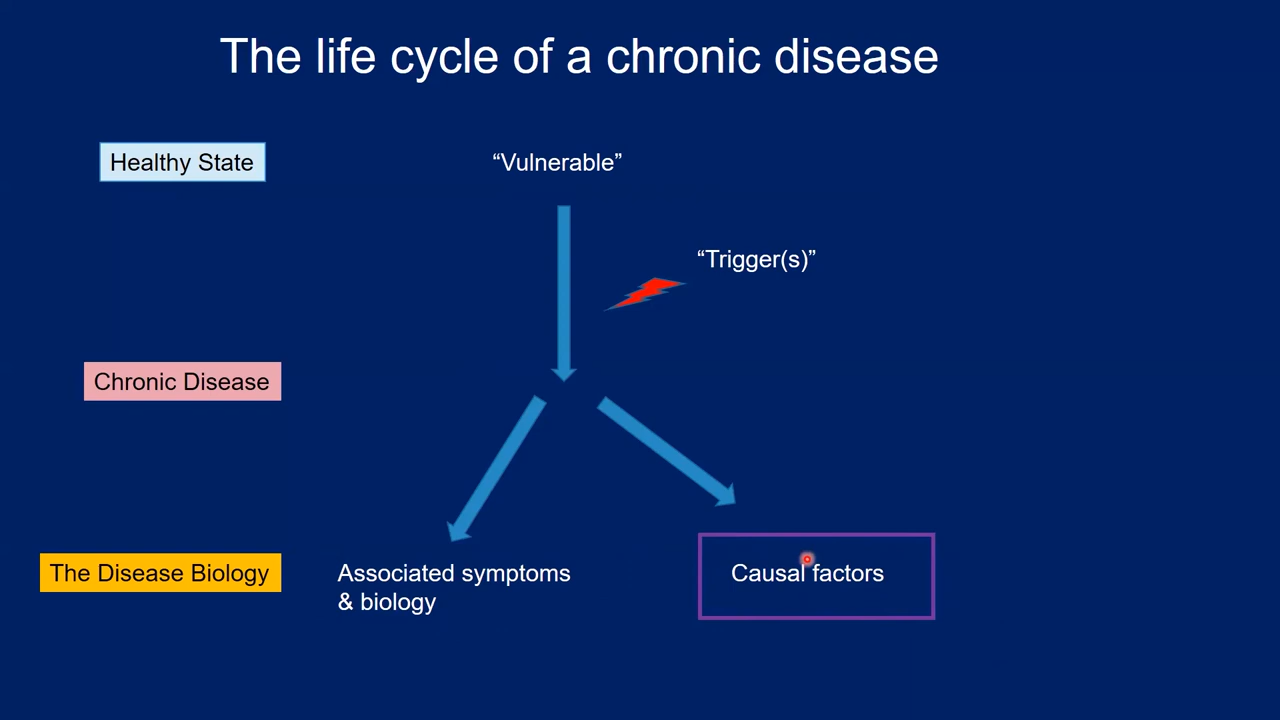 The life cycle of a chronic disease
Healthy State
“Vulnerable”
“Trigger(s)”
Chronic Disease
The Disease Biology
Associated symptoms
& biology
Causal factors